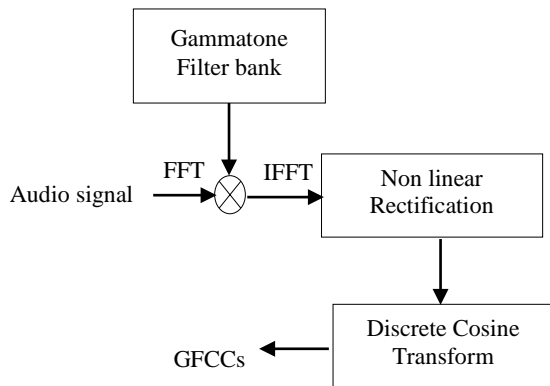 Gammatone
Filter bank
FFT
IFFT
Audio signal
Non linear
Rectification
Discrete Cosine
Transform
GFCCs